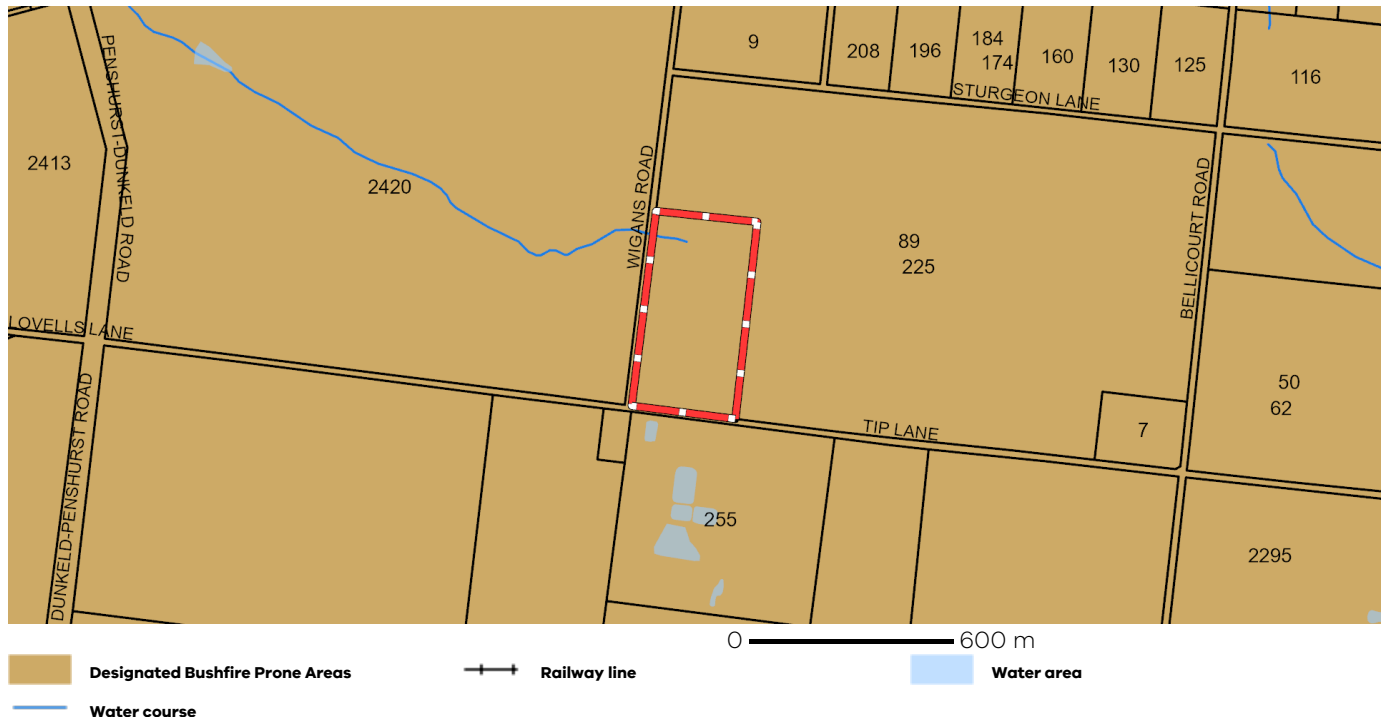 9
208
196
184
174
160
130
125
116
STURGEON LANE
PENSHURST-DUNKELD ROAD
2413
2420
WIGANS ROAD
89
225
BELLICOURT ROAD
LOVELLS LANE
50
62
TIP LANE
7
DUNKELD-PENSHURST ROAD
255
2295
0 600 m
Designated Bushfire Prone Areas
Railway line
Water area
Water course